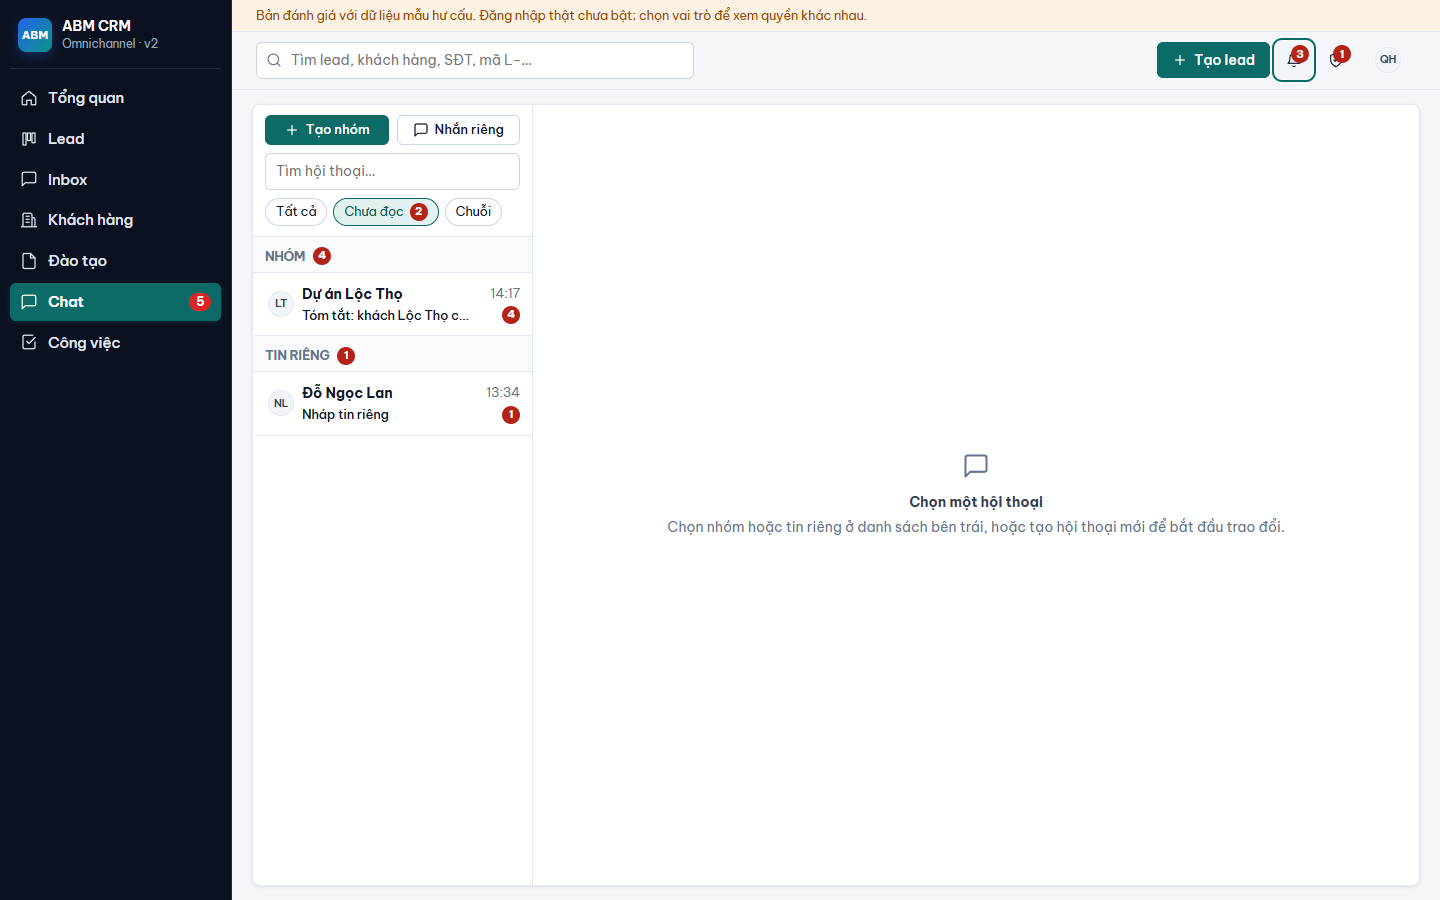 ABM
ABM CRM
Omnichannel · v2
Tổng quan
Lead
Inbox
Khách hàng
Đào tạo
Chat 5
Công việc
Bản đánh giá với dữ liệu mẫu hư cấu. Đăng nhập thật chưa bật; chọn vai trò để xem quyền khác nhau.
Tìm lead, khách hàng, SĐT, mã L-...
Tạo lead
3
1
QH
Tạo nhóm
Nhắn riêng
Tìm hội thoại...
Tất cả
Chưa đọc 2
Chuỗi
NHÓM 4
LT
Dự án Lộc Thọ 14:17
Tóm tắt: khách Lộc Thọ c... 4
TIN RIÊNG 1
NL
Đỗ Ngọc Lan 13:34
Nháp tin riêng 1
Chọn một hội thoại
Chọn nhóm hoặc tin riêng ở danh sách bên trái, hoặc tạo hội thoại mới để bắt đầu trao đổi.